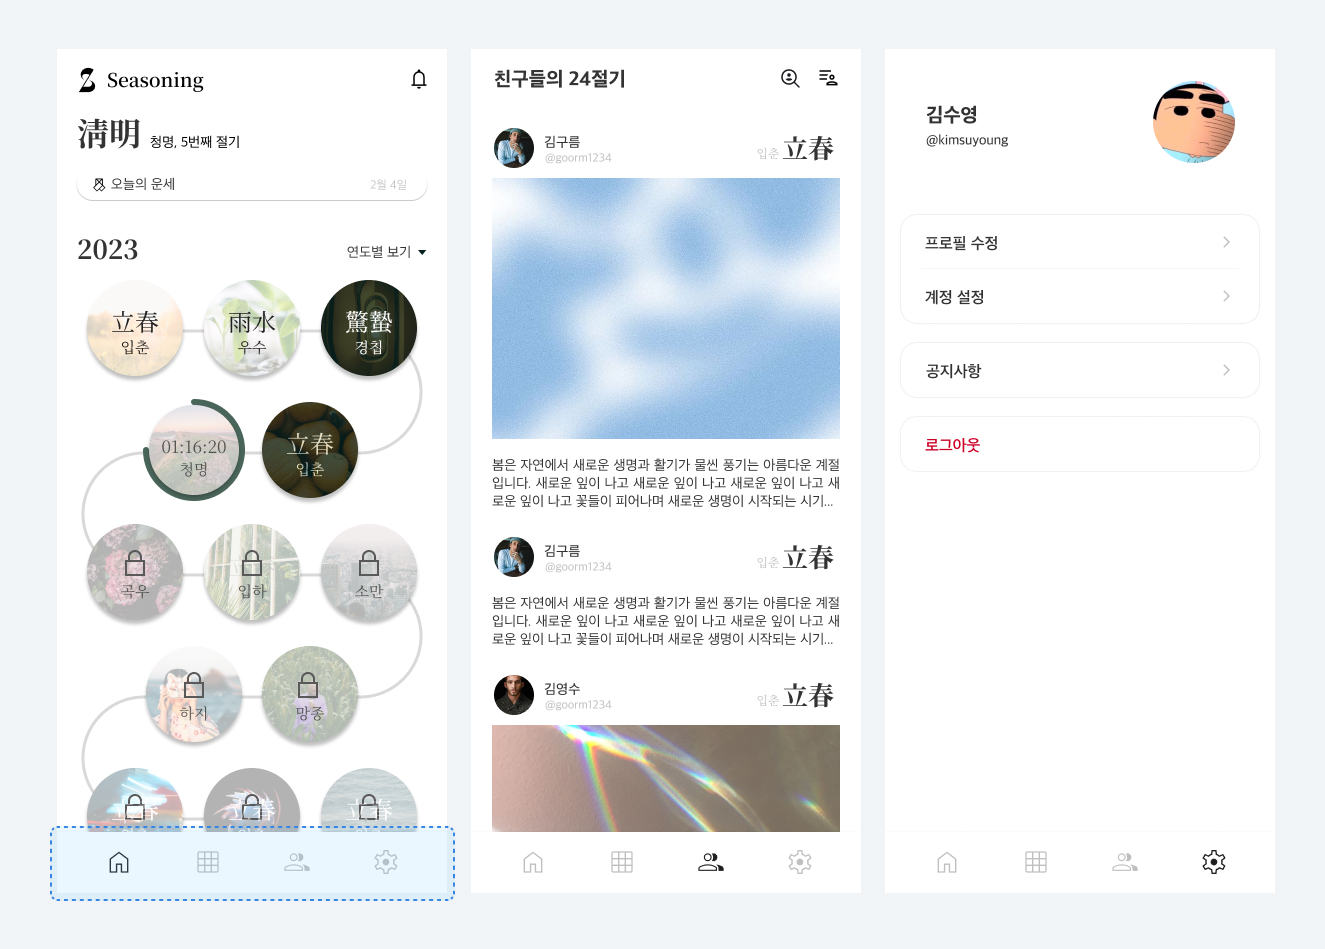 Seasoning
淸明 청명, 5번째 절기
오늘의 운세 2월 4일
2023 연도별 보기
立春 雨水 驚蟄
입춘 우수 경칩
01:16:20 立春
청명 입춘
곡우 입하 소만
하지 망종
立春 立春 立春
친구들의 24절기
김구름
@goorm1234
입춘 立春
봄은 자연에서 새로운 생명과 활기가 물씬 풍기는 아름다운 계절
입니다. 새로운 잎이 나고 새로운 잎이 나고 새로운 잎이 나고 새
로운 잎이 나고 꽃들이 피어나며 새로운 생명이 시작되는 시기...
김구름
@goorm1234
입춘 立春
봄은 자연에서 새로운 생명과 활기가 물씬 풍기는 아름다운 계절
입니다. 새로운 잎이 나고 새로운 잎이 나고 새로운 잎이 나고 새
로운 잎이 나고 꽃들이 피어나며 새로운 생명이 시작되는 시기...
김영수
@goorm1234
입춘 立春
김수영
@kimsuyoung
프로필 수정
계정 설정
공지사항
로그아웃